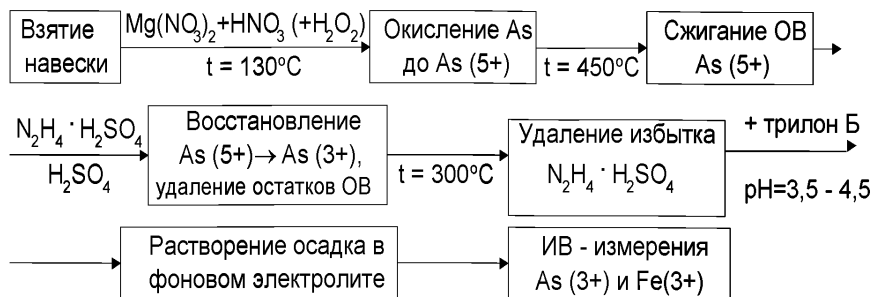 Взятие навески
Mg(NO₃)₂+HNO₃ (+H₂O₂)
t = 130°C
Окисление As до As (5+)
t = 450°C
Сжигание ОВ As (5+)
N₂H₄ · H₂SO₄
H₂SO₄
Восстановление
As (5+)→ As (3+),
удаление остатков ОВ
t = 300°C
Удаление избытка
N₂H₄ · H₂SO₄
+ трилон Б
pH=3,5 - 4,5
Растворение осадка в
фоновом электролите
ИВ - измерения
As (3+) и Fe(3+)